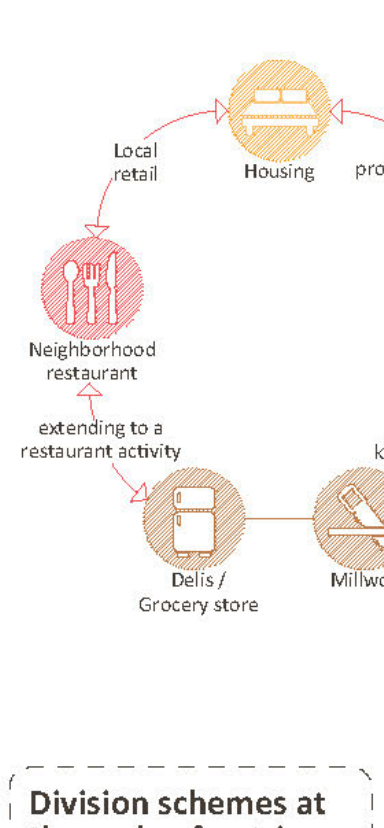 Local
retail
Housing
Neighborhood
restaurant
extending to a
restaurant activity
Delis /
Grocery store
Division schemes at